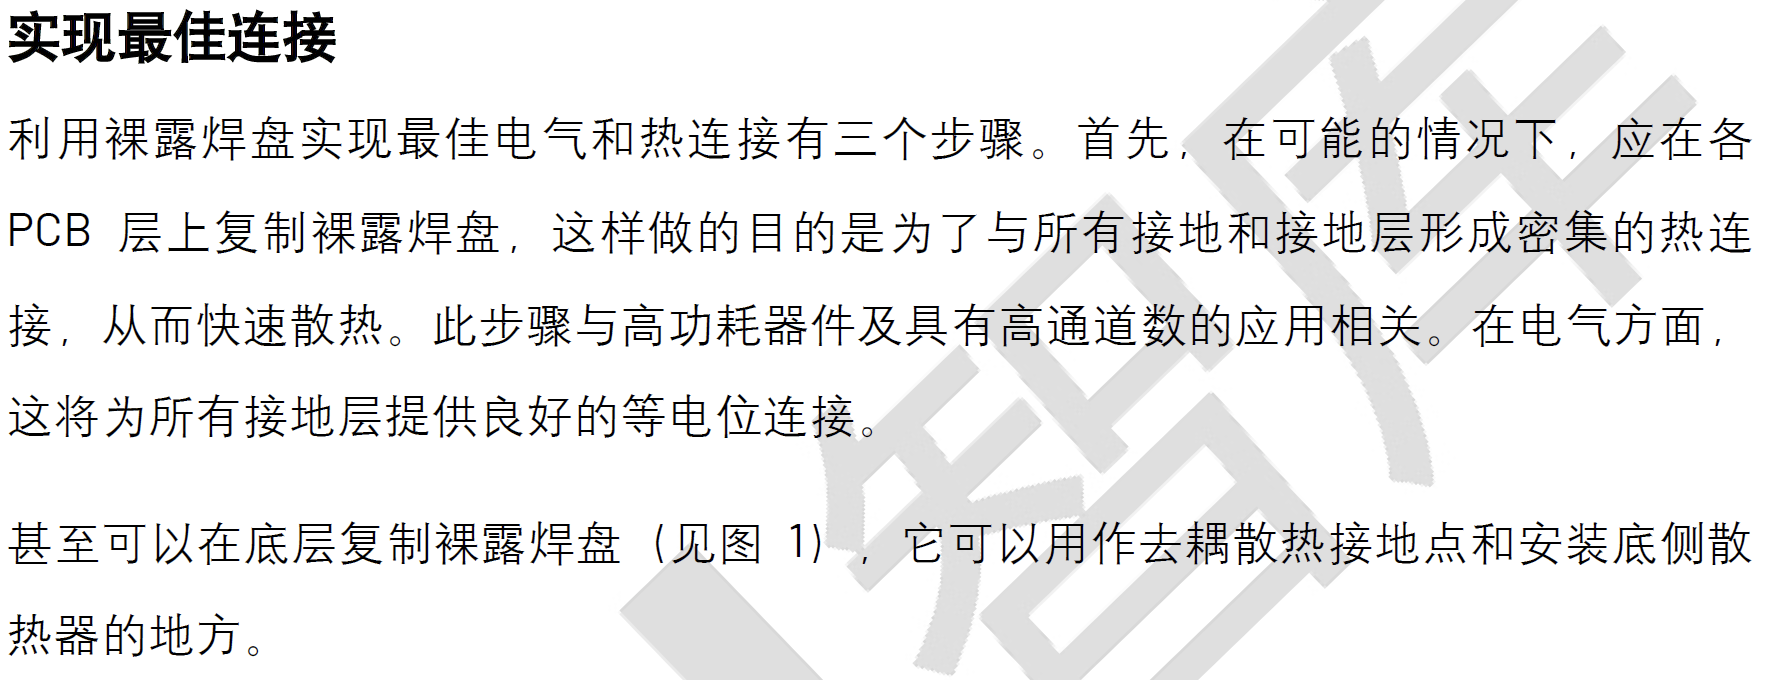 实现最佳连接
利用裸露焊盘实现最佳电气和热连接有三个步骤。首先，在可能的情况下，应在各
PCB 层上复制裸露焊盘，这样做的目的是为了与所有接地和接地层形成密集的热连
接，从而快速散热。此步骤与高功耗器件及具有高通道数的应用相关。在电气方面，
这将为所有接地层提供良好的等电位连接。
甚至可以在底层复制裸露焊盘（见图 1），它可以用作去耦散热接地点和安装底侧散
热器的地方。
智库